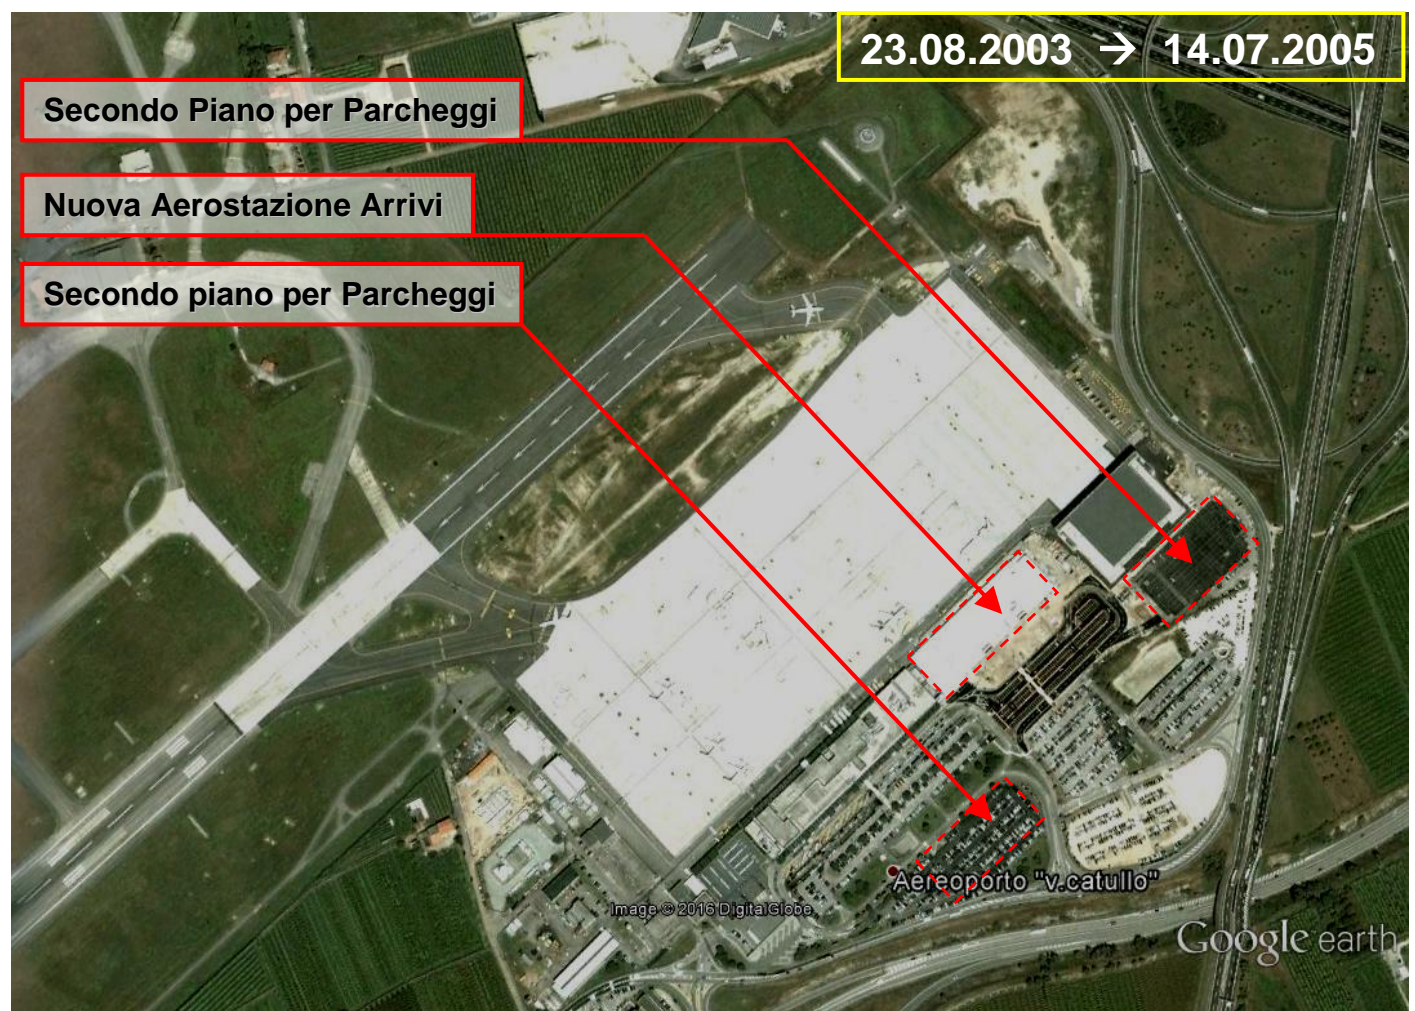 23.08.2003 → 14.07.2005
Secondo Piano per Parcheggi
Nuova Aerostazione Arrivi
Secondo piano per Parcheggi
Aereoporto "v.catullo"
Image © 2016 DigitalGlobe
Google earth